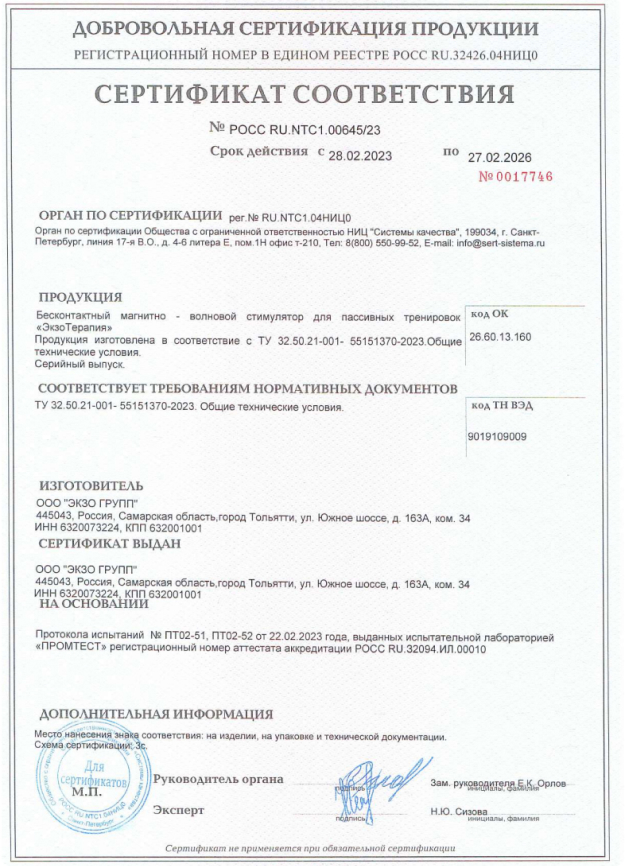 ДОБРОВОЛЬНАЯ СЕРТИФИКАЦИЯ ПРОДУКЦИИ
РЕГИСТРАЦИОННЫЙ НОМЕР В ЕДИНОМ РЕЕСТРЕ РОСС RU.32426.04НИЦ0
СЕРТИФИКАТ СООТВЕТСТВИЯ
№ РОСС RU.NTC1.00645/23
Срок действия с 28.02.2023 по 27.02.2026
№ 0017746
ОРГАН ПО СЕРТИФИКАЦИИ рег.№ RU.NTC1.04НИЦ0
Орган по сертификации Общества с ограниченной ответственностью НИЦ "Системы качества", 199034, г. Санкт-
Петербург, линия 17-я В.О., д. 4-6 литера Е, пом.1Н офис т-210, Тел: 8(800) 550-99-52, E-mail: info@sert-sistema.ru
ПРОДУКЦИЯ
Бесконтактный магнитно - волновой стимулятор для пассивных тренировок
«ЭкзоТерапия»
Продукция изготовлена в соответствие с ТУ 32.50.21-001- 55151370-2023.Общие
технические условия.
Серийный выпуск.
код ОК
26.60.13.160
СООТВЕТСТВУЕТ ТРЕБОВАНИЯМ НОРМАТИВНЫХ ДОКУМЕНТОВ
ТУ 32.50.21-001- 55151370-2023. Общие технические условия.
код ТН ВЭД
9019109009
ИЗГОТОВИТЕЛЬ
ООО "ЭКЗО ГРУПП"
445043, Россия, Самарская область,город Тольятти, ул. Южное шоссе, д. 163А, ком. 34
ИНН 6320073224, КПП 632001001
СЕРТИФИКАТ ВЫДАН
ООО "ЭКЗО ГРУПП"
445043, Россия, Самарская область,город Тольятти, ул. Южное шоссе, д. 163А, ком. 34
ИНН 6320073224, КПП 632001001
НА ОСНОВАНИИ
Протокола испытаний № ПТ02-51, ПТ02-52 от 22.02.2023 года, выданных испытательной лабораторией
«ПРОМТЕСТ» регистрационный номер аттестата аккредитации РОСС RU.32094.ИЛ.00010
ДОПОЛНИТЕЛЬНАЯ ИНФОРМАЦИЯ
Место нанесения знака соответствия: на изделии, на упаковке и технической документации.
Схема сертификации: 3с.
Для
сертификатов
М.П.
РОСС RU NTC1 04НИЦ0
Санкт-Петербург
Руководитель органа
подпись
Зам. руководителя Е.К. Орлов
инициалы, фамилия
Эксперт
подпись
Н.Ю. Сизова
инициалы, фамилия
Сертификат не применяется при обязательной сертификации